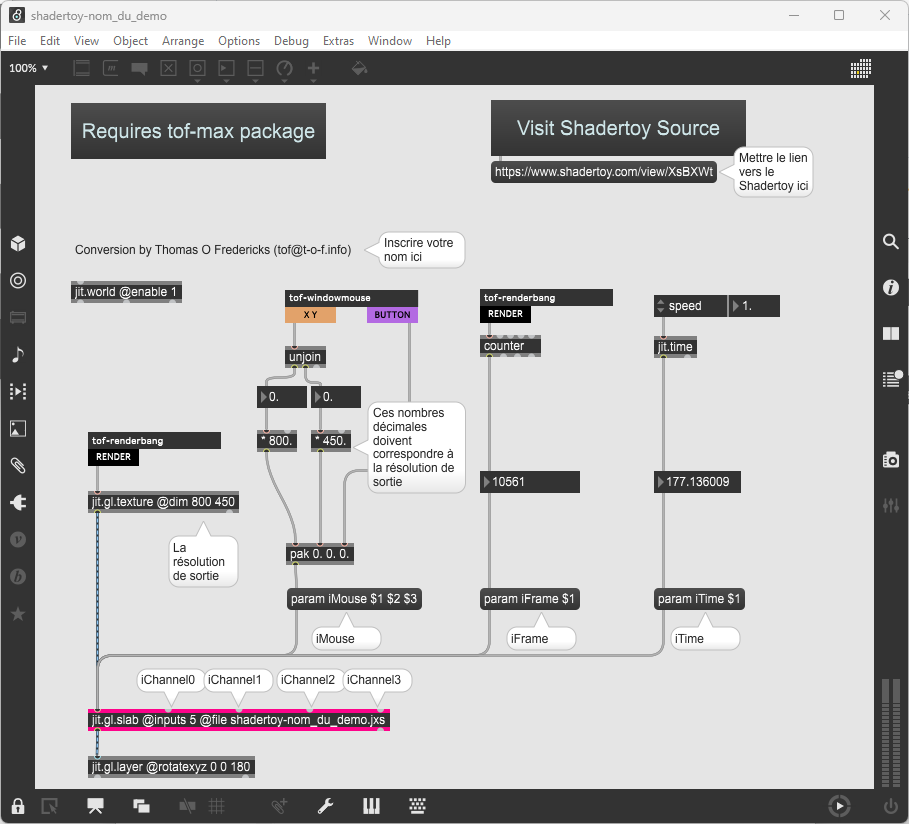 shadertoy-nom_du_demo
File Edit View Object Arrange Options Debug Extras Window Help
100%
Requires tof-max package
Visit Shadertoy Source
https://www.shadertoy.com/view/XsBXWt
Mettre le lien
vers le
Shadertoy ici
Conversion by Thomas O Fredericks (tof@t-o-f.info)
Inscrire votre
nom ici
jit.world @enable 1
tof-windowmouse
X Y
BUTTON
tof-renderbang
RENDER
speed
1.
unjoin
counter
jit.time
0.
0.
* 800.
* 450.
Ces nombres
décimales
doivent
correspondre à
la résolution de
sortie
tof-renderbang
RENDER
10561
177.136009
jit.gl.texture @dim 800 450
La
résolution
de sortie
pak 0. 0. 0.
param iMouse $1 $2 $3
param iFrame $1
param iTime $1
iMouse
iFrame
iTime
iChannel0
iChannel1
iChannel2
iChannel3
jit.gl.slab @inputs 5 @file shadertoy-nom_du_demo.jxs
jit.gl.layer @rotatexyz 0 0 180